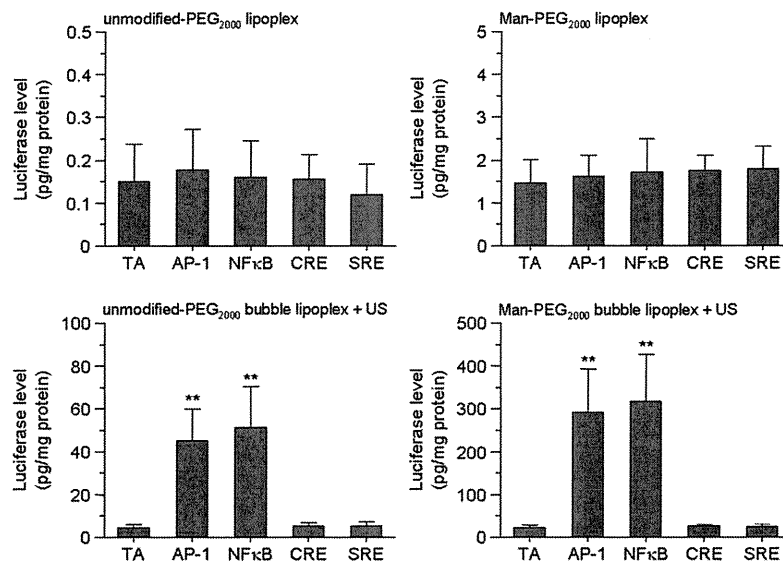 unmodified-PEG2000 lipoplex
Luciferase level
(pg/mg protein)
0.5
0.4
0.3
0.2
0.1
0
TA AP-1 NFκB CRE SRE
Man-PEG2000 lipoplex
Luciferase level
(pg/mg protein)
5
4
3
2
1
0
TA AP-1 NFκB CRE SRE
unmodified-PEG2000 bubble lipoplex + US
Luciferase level
(pg/mg protein)
100
80
60
40
20
0
** **
TA AP-1 NFκB CRE SRE
Man-PEG2000 bubble lipoplex + US
Luciferase level
(pg/mg protein)
500
400
300
200
100
0
** **
TA AP-1 NFκB CRE SRE